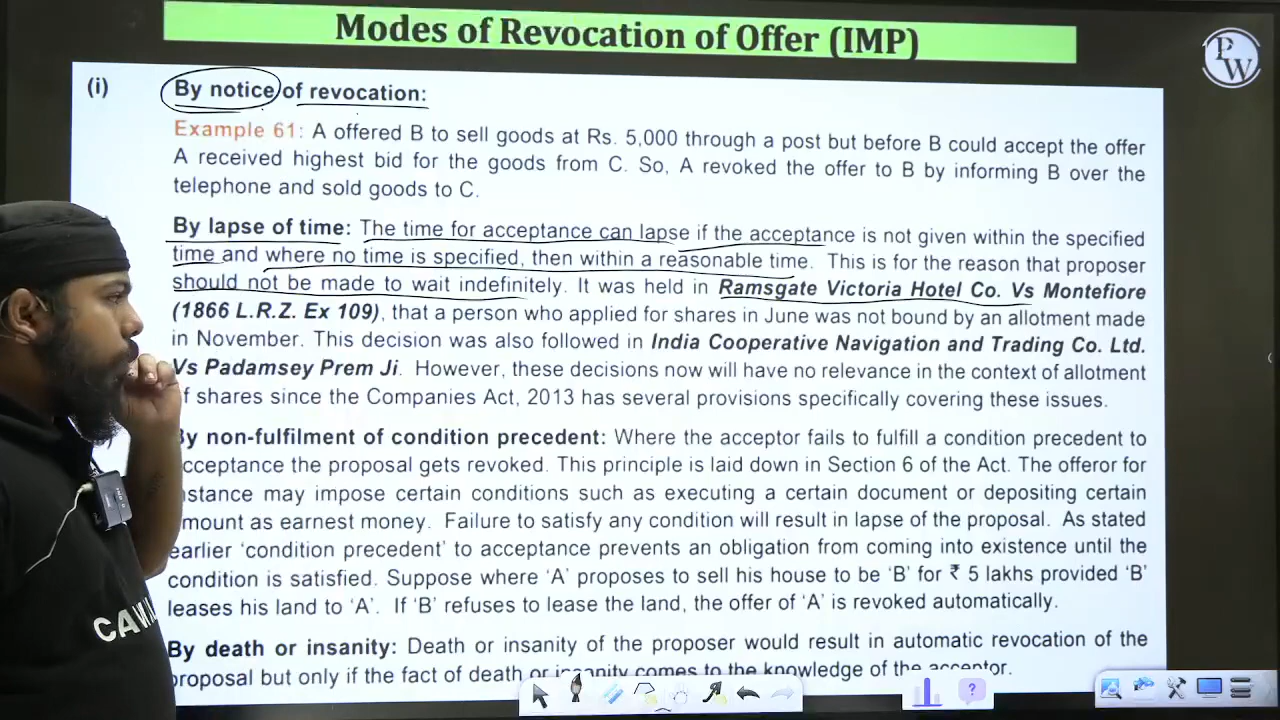 Modes of Revocation of Offer (IMP)
P
W
(i) By notice of revocation:
Example 61: A offered B to sell goods at Rs. 5,000 through a post but before B could accept the offer
A received highest bid for the goods from C. So, A revoked the offer to B by informing B over the
telephone and sold goods to C.
By lapse of time: The time for acceptance can lapse if the acceptance is not given within the specified
time and where no time is specified, then within a reasonable time. This is for the reason that proposer
should not be made to wait indefinitely. It was held in Ramsgate Victoria Hotel Co. Vs Montefiore
(1866 L.R.Z. Ex 109), that a person who applied for shares in June was not bound by an allotment made
in November. This decision was also followed in India Cooperative Navigation and Trading Co. Ltd.
Vs Padamsey Prem Ji. However, these decisions now will have no relevance in the context of allotment
f shares since the Companies Act, 2013 has several provisions specifically covering these issues.
By non-fulfilment of condition precedent: Where the acceptor fails to fulfill a condition precedent to
cceptance the proposal gets revoked. This principle is laid down in Section 6 of the Act. The offeror for
nstance may impose certain conditions such as executing a certain document or depositing certain
mount as earnest money. Failure to satisfy any condition will result in lapse of the proposal. As stated
earlier 'condition precedent' to acceptance prevents an obligation from coming into existence until the
condition is satisfied. Suppose where 'A' proposes to sell his house to be 'B' for ₹ 5 lakhs provided 'B'
leases his land to 'A'. If 'B' refuses to lease the land, the offer of 'A' is revoked automatically.
By death or insanity: Death or insanity of the proposer would result in automatic revocation of the
proposal but only if the fact of death or insanity comes to the knowledge of the acceptor.